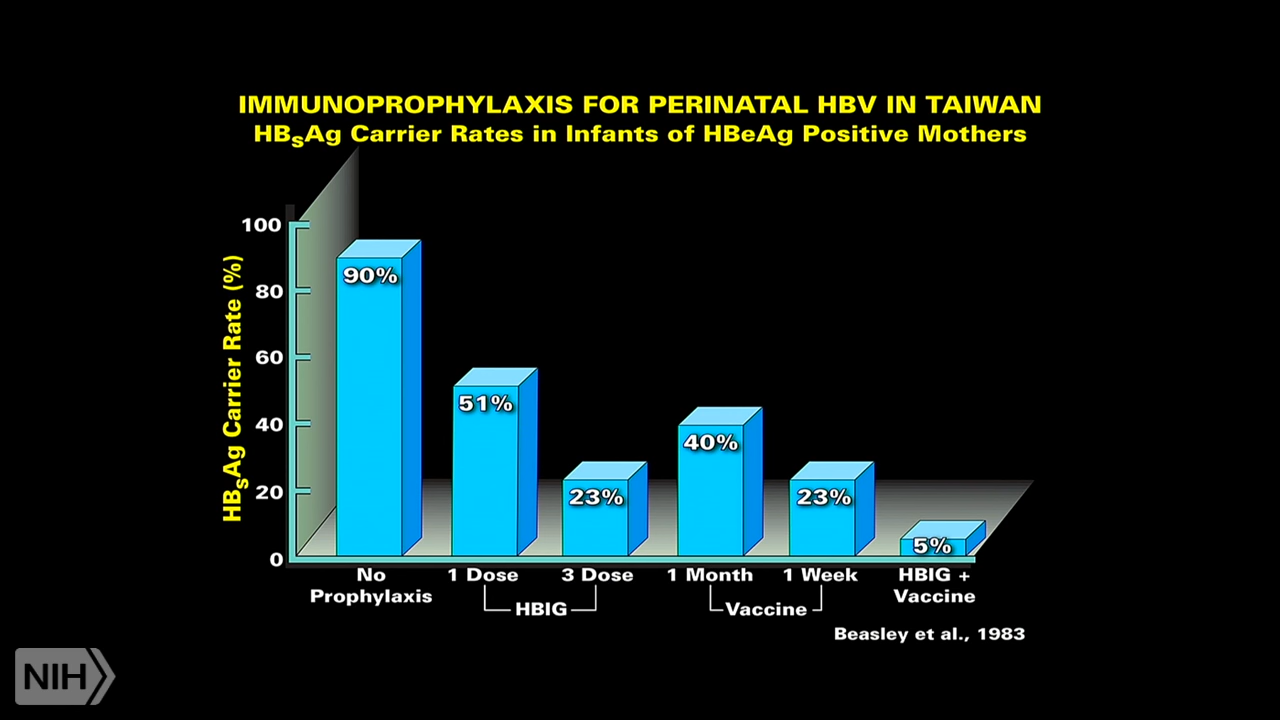 IMMUNOPROPHYLAXIS FOR PERINATAL HBV IN TAIWAN
HBsAg Carrier Rates in Infants of HBeAg Positive Mothers
HBsAg Carrier Rate (%)
100
80
60
40
20
0
90%
51%
23%
40%
23%
5%
No Prophylaxis
1 Dose
3 Dose
1 Month
1 Week
HBIG + Vaccine
HBIG
Vaccine
Beasley et al., 1983
NIH